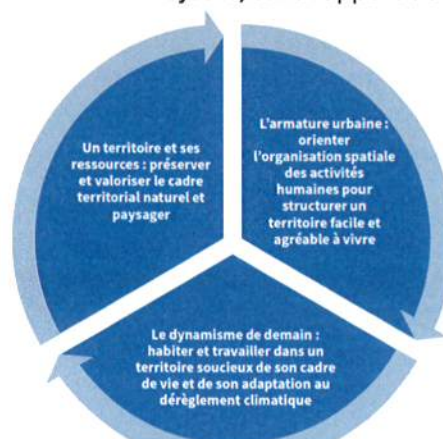 Un territoire et ses
ressources : préserver
et valoriser le cadre
territorial naturel et
paysager
L'armature urbaine :
orienter
l'organisation spatiale
des activités
humaines pour
structurer un
territoire facile et
agréable à vivre
Le dynamisme de demain :
habiter et travailler dans un
territoire soucieux de son cadre
de vie et de son adaptation au
dérèglement climatique